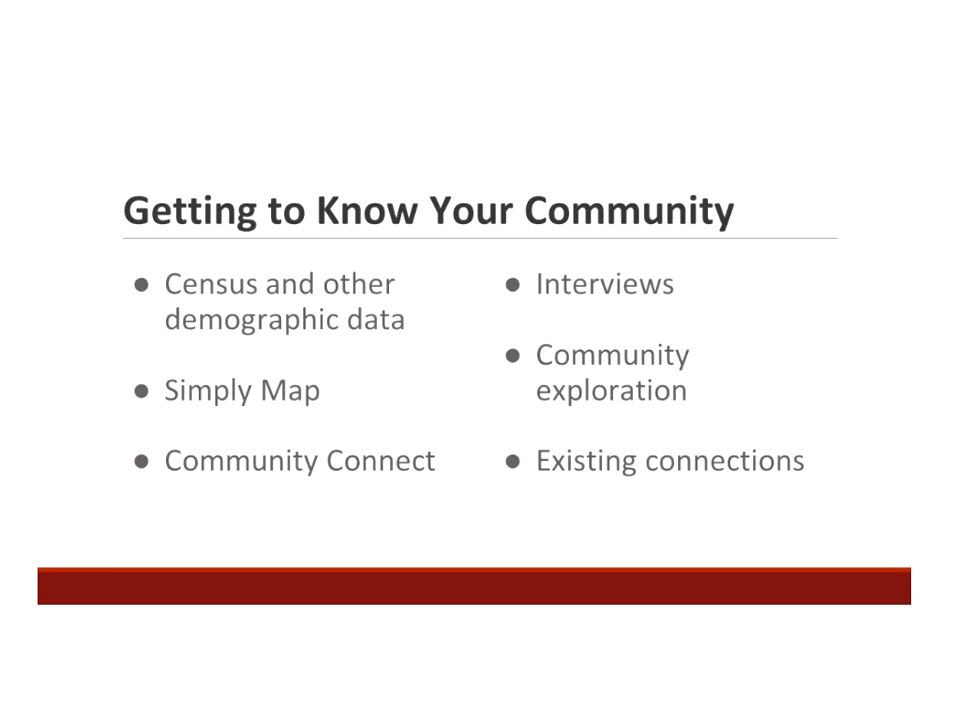 Getting to Know Your Community
● Census and other
demographic data
● Simply Map
● Community Connect
● Interviews
● Community
exploration
● Existing connections